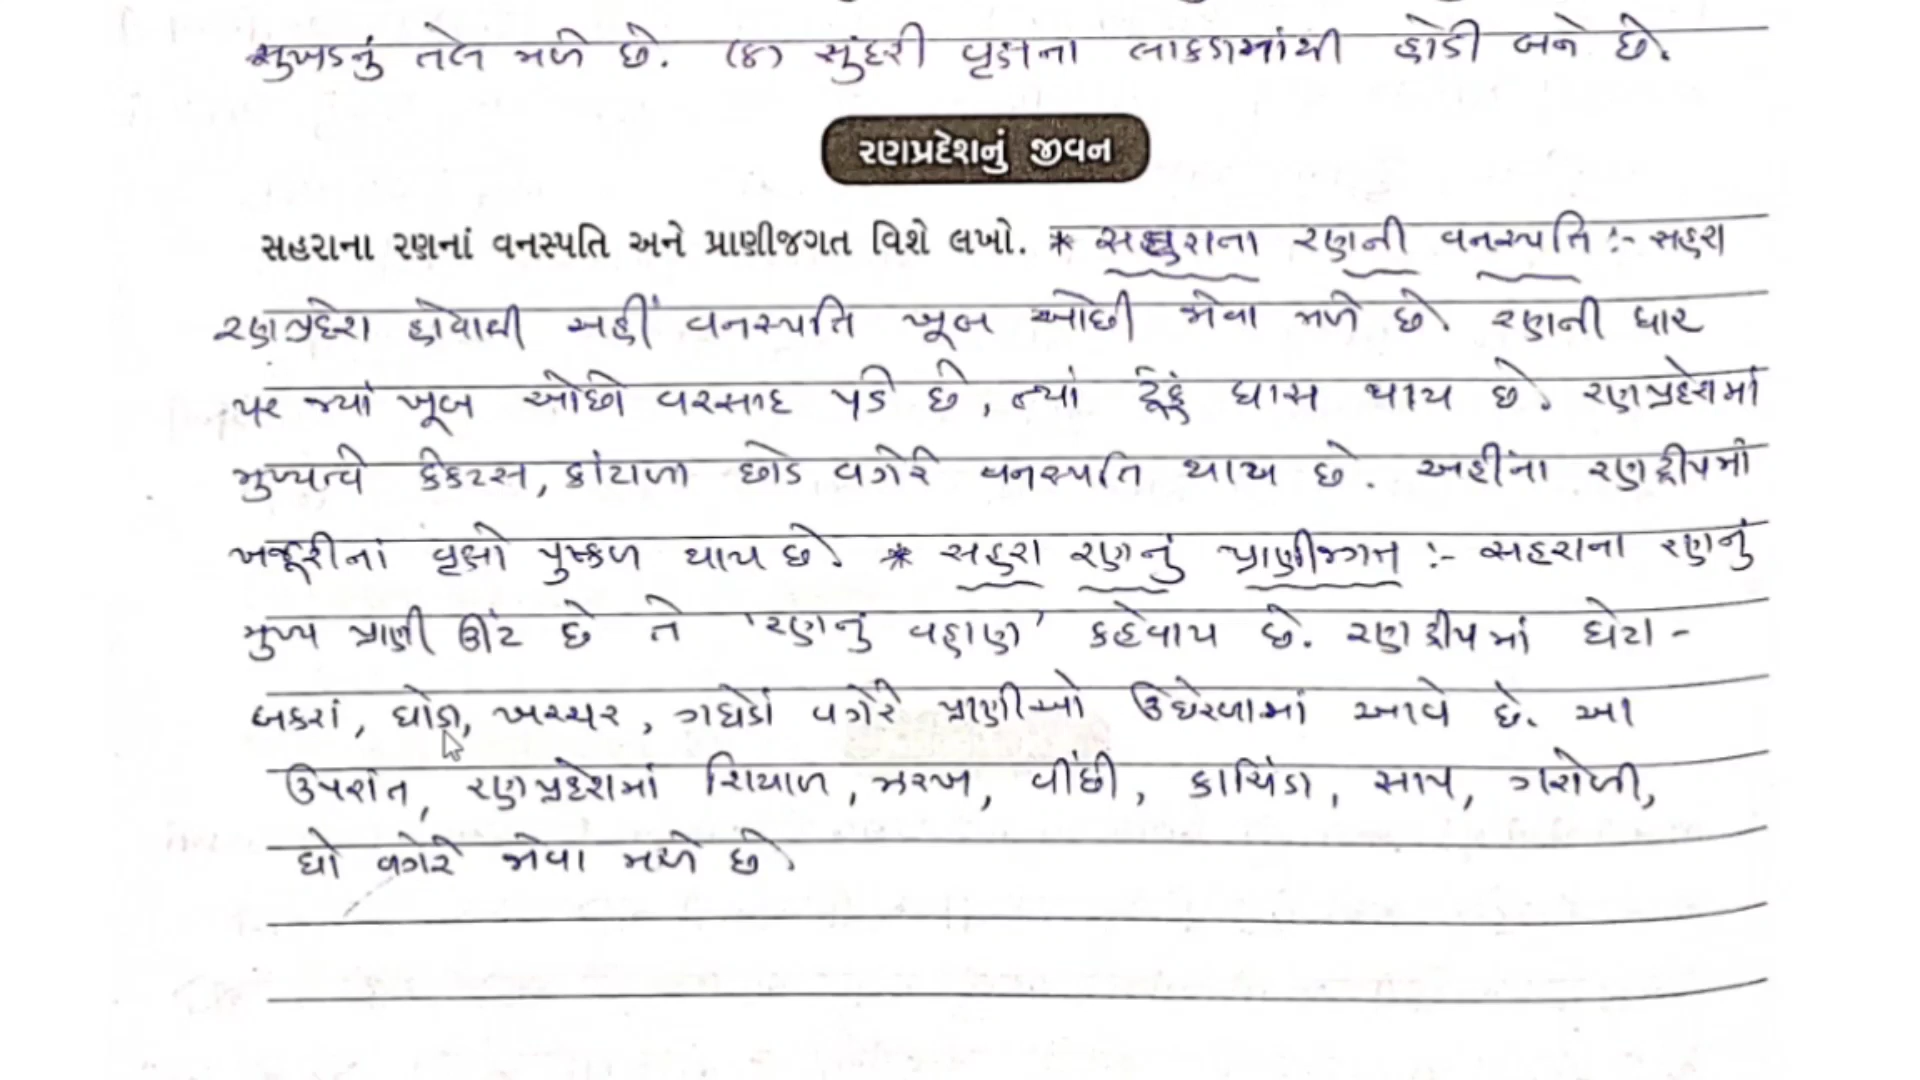 સુખડનું તેલ મળે છે. (૪) સુંદરી વૃક્ષના લાકડામાંથી હોડી બને છે.
રણપ્રદેશનું જીવન
સહરાના રણનાં વનસ્પતિ અને પ્રાણીજગત વિશે લખો. * સહરાના રણની વનસ્પતિ :- સહરા
રણપ્રદેશ હોવાથી અહીં વનસ્પતિ ખૂબ ઓછી જોવા મળે છે. રણની ધાર
પર જ્યાં ખૂબ ઓછો વરસાદ પડે છે, ત્યાં ટૂંકું ઘાસ થાય છે. રણપ્રદેશમાં
મુખ્યત્વે કેકટસ, કાંટાળા છોડ વગેરે વનસ્પતિ થાય છે. અહીંના રણદ્વીપમાં
ખજૂરીનાં વૃક્ષો પુષ્કળ થાય છે. * સહરા રણનું પ્રાણીજગત :- સહરાના રણનું
મુખ્ય પ્રાણી ઊંટ છે તે 'રણનું વહાણ' કહેવાય છે. રણદ્વીપમાં ઘેટા -
બકરાં, ઘોડા, ખચ્ચર, ગધેડાં વગેરે પ્રાણીઓ ઉછેરવામાં આવે છે. આ
ઉપરાંત, રણપ્રદેશમાં શિયાળ, ઝરખ, વીંછી, કાચિંડા, સાપ, ગરોળી,
ઘો વગેરે જોવા મળે છે.